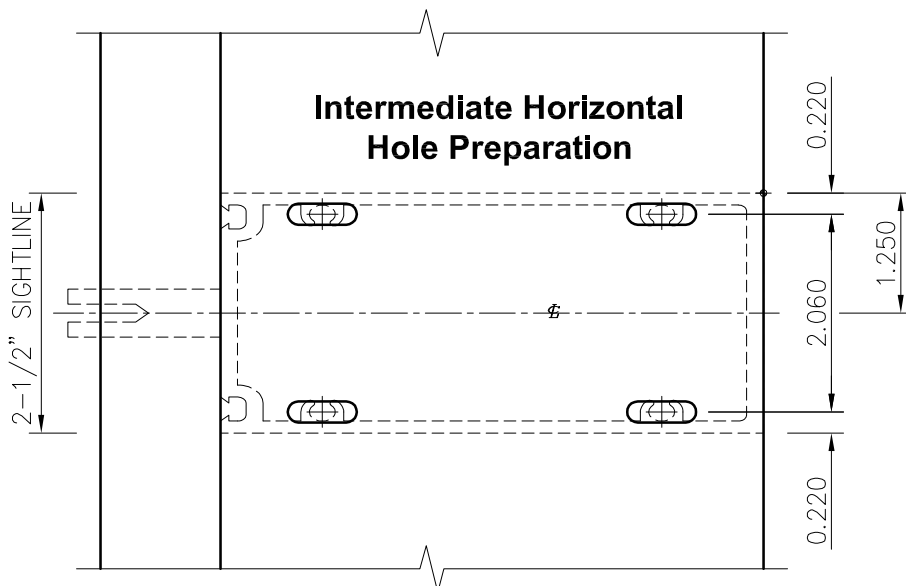 Intermediate Horizontal
Hole Preparation
0.220
2-1/2” SIGHTLINE
1.250
2.060
℄
0.220